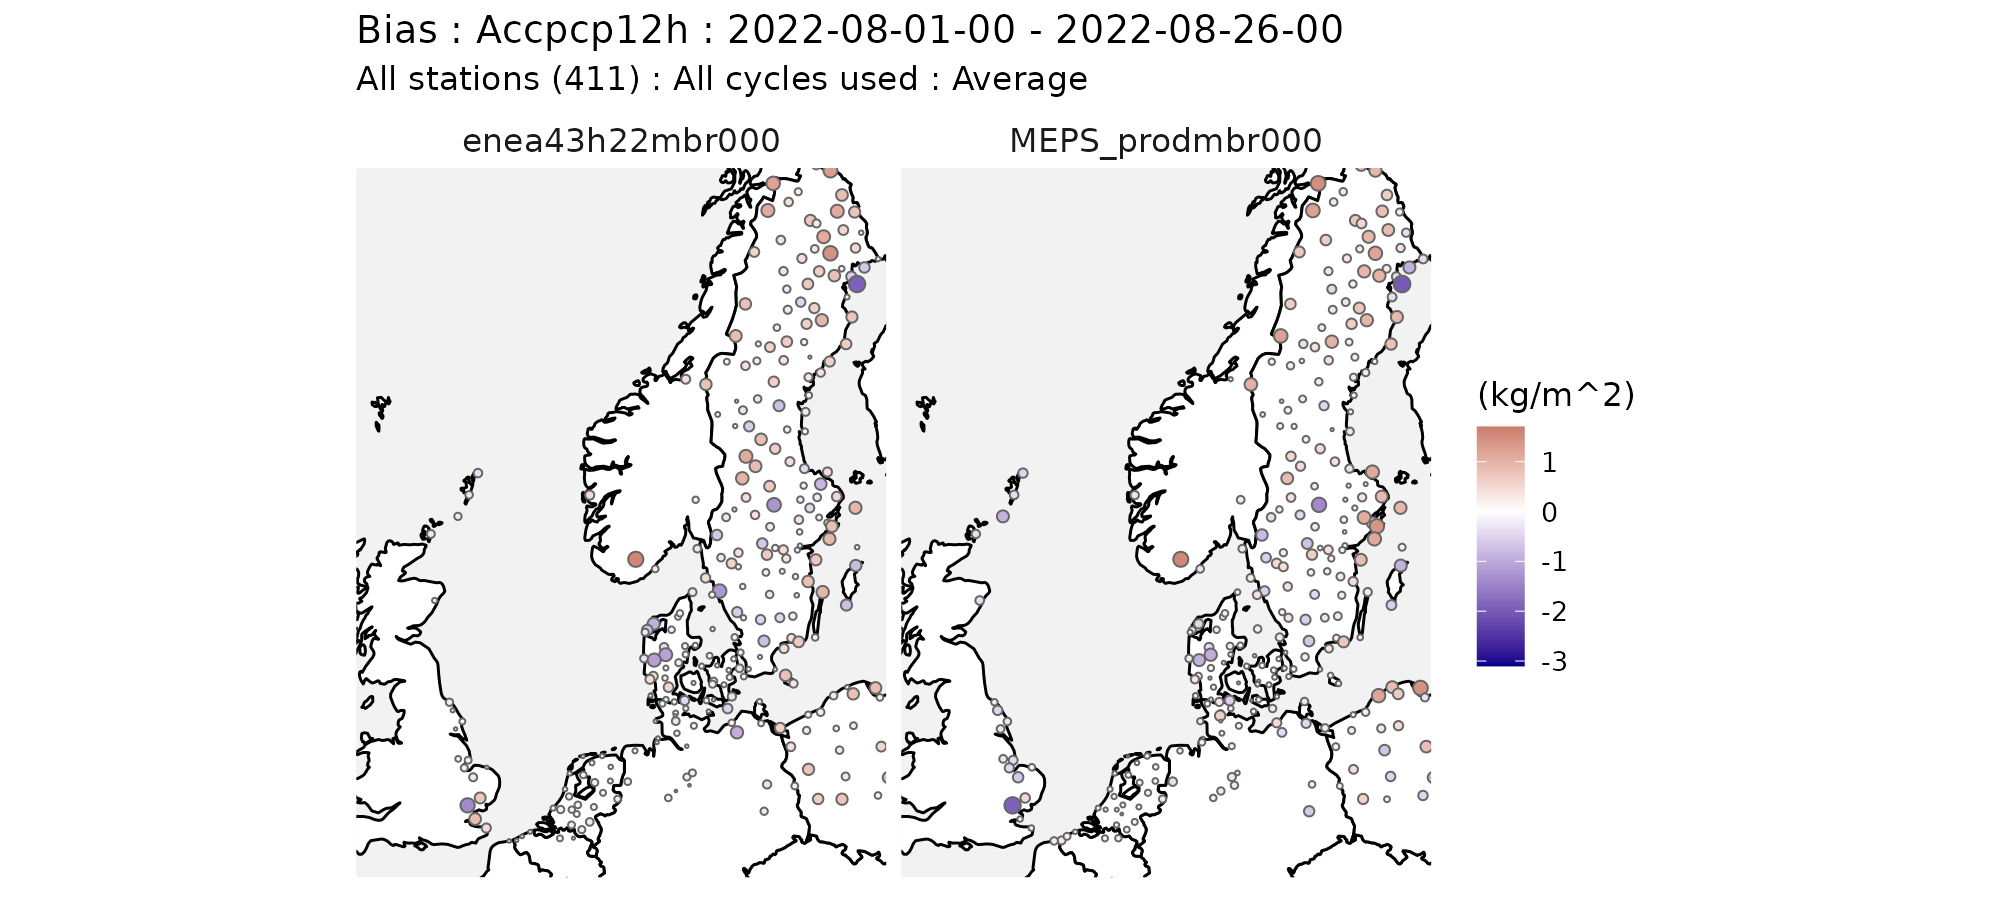 Bias : Accpcp12h : 2022-08-01-00 - 2022-08-26-00
All stations (411) : All cycles used : Average
enea43h22mbr000
MEPS_prodmbr000
(kg/m^2)
1
0
-1
-2
-3